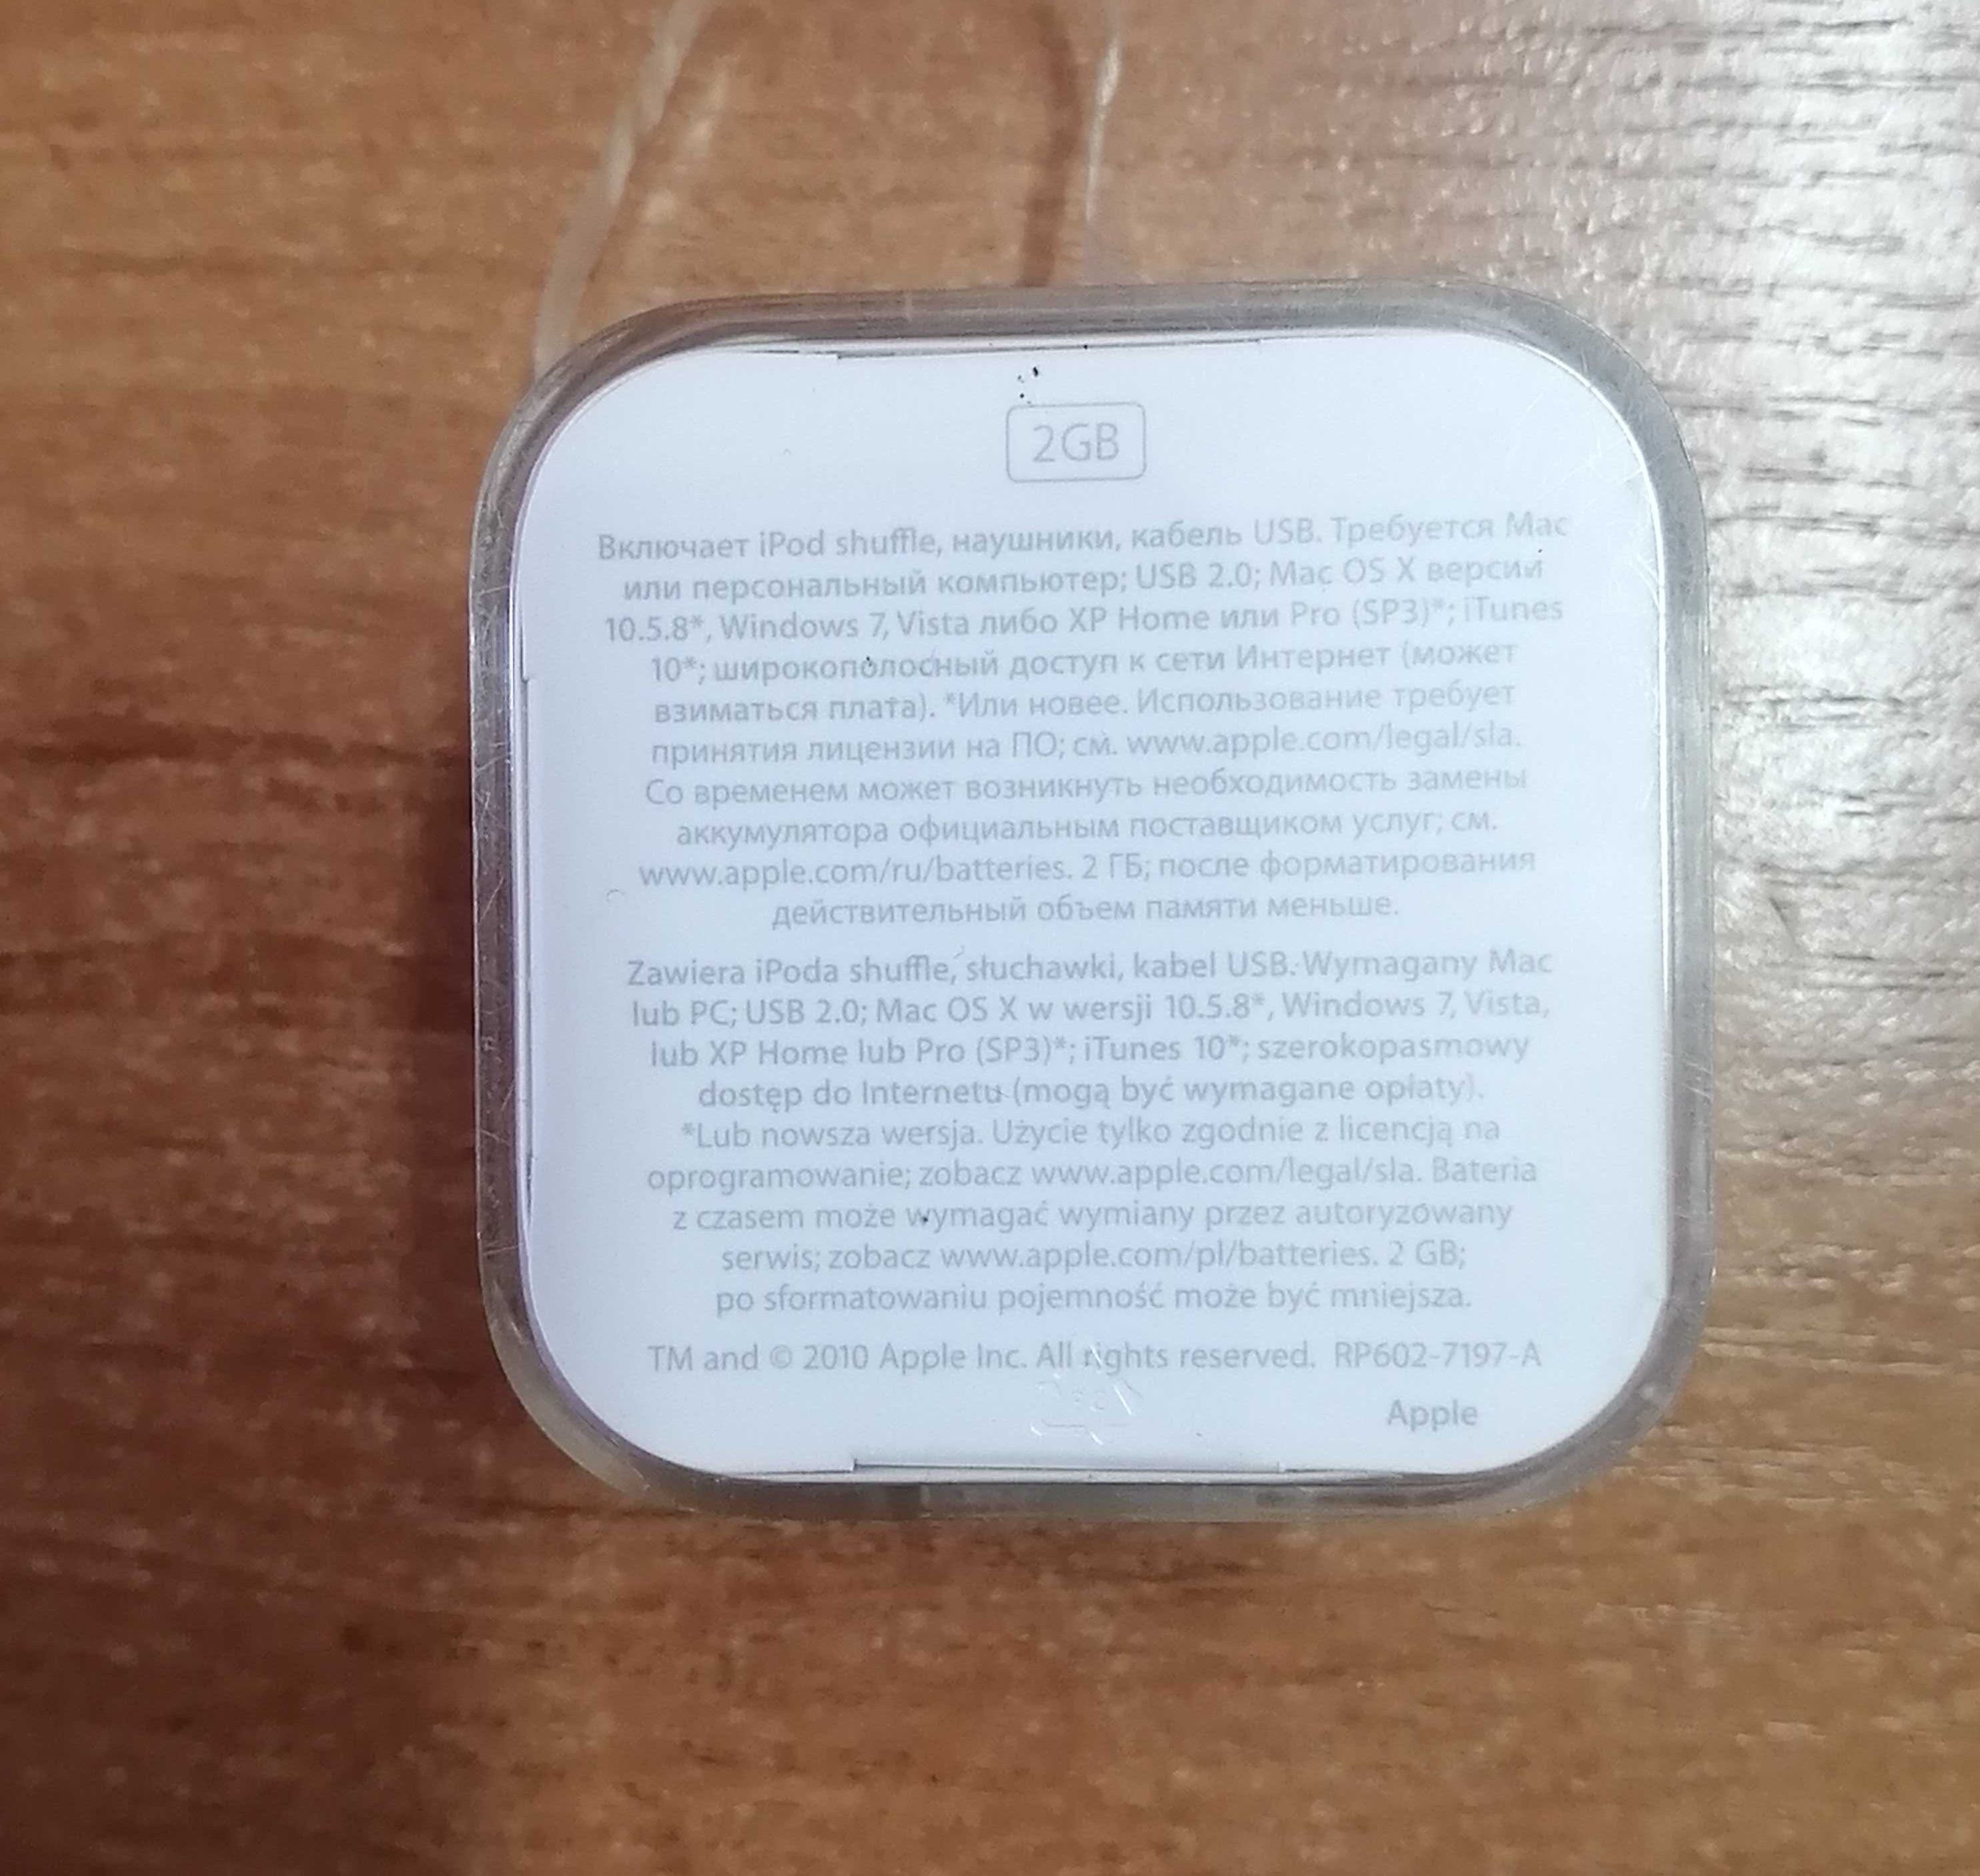 2GB
Включает iPod shuffle, наушники, кабель USB. Требуется Mac
или персональный компьютер; USB 2.0; Mac OS X версии
10.5.8*, Windows 7, Vista либо XP Home или Pro (SP3)*; iTunes
10*; широкополосный доступ к сети Интернет (может
взиматься плата). *Или новее. Использование требует
принятия лицензии на ПО; см. www.apple.com/legal/sla.
Со временем может возникнуть необходимость замены
аккумулятора официальным поставщиком услуг; см.
www.apple.com/ru/batteries. 2 ГБ; после форматирования
действительный объем памяти меньше.
Zawiera iPoda shuffle, słuchawki, kabel USB. Wymagany Mac
lub PC; USB 2.0; Mac OS X w wersji 10.5.8*, Windows 7, Vista,
lub XP Home lub Pro (SP3)*; iTunes 10*; szerokopasmowy
dostęp do Internetu (mogą być wymagane opłaty).
*Lub nowsza wersja. Użycie tylko zgodnie z licencją na
oprogramowanie; zobacz www.apple.com/legal/sla. Bateria
z czasem może wymagać wymiany przez autoryzowany
serwis; zobacz www.apple.com/pl/batteries. 2 GB;
po sformatowaniu pojemność może być mniejsza.
TM and © 2010 Apple Inc. All rights reserved. RP602-7197-A
Apple